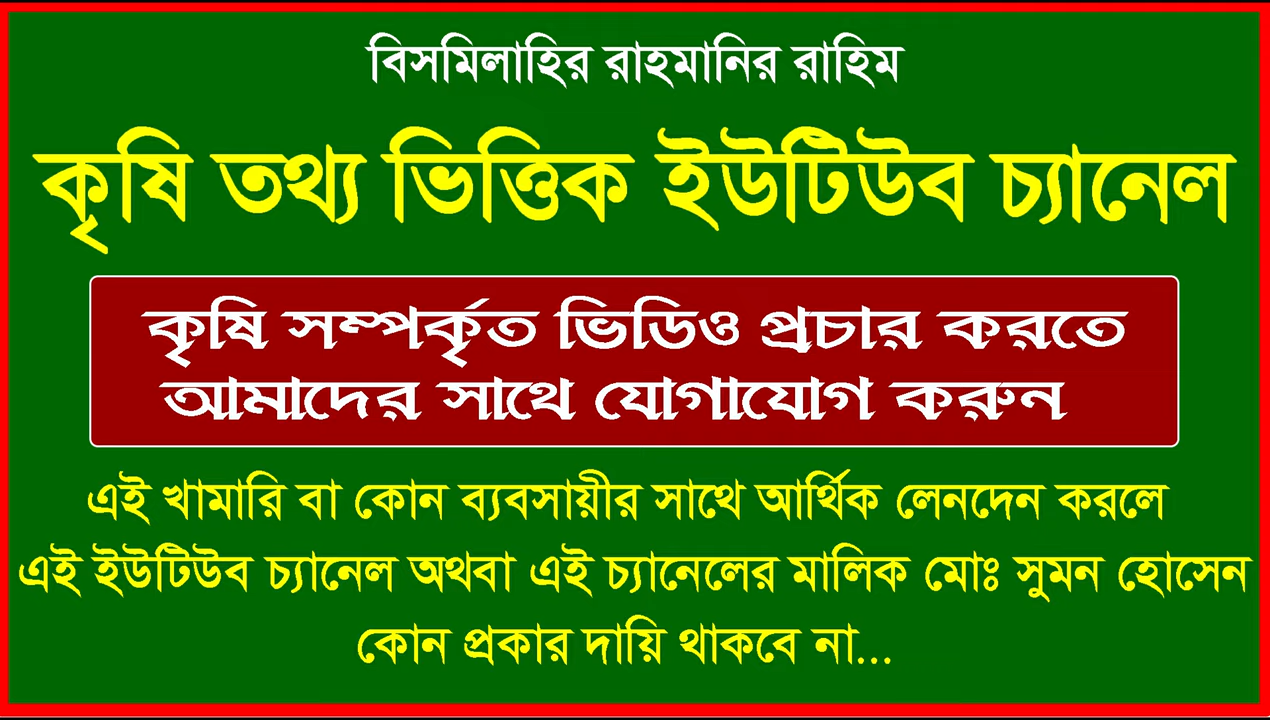 বিসমিলাহির রাহমানির রাহিম
কৃষি তথ্য ভিত্তিক ইউটিউব চ্যানেল
কৃষি সম্পর্কৃত ভিডিও প্রচার করতে
আমাদের সাথে যোগাযোগ করুন
এই খামারি বা কোন ব্যবসায়ীর সাথে আর্থিক লেনদেন করলে
এই ইউটিউব চ্যানেল অথবা এই চ্যানেলের মালিক মোঃ সুমন হোসেন
কোন প্রকার দায়ি থাকবে না...